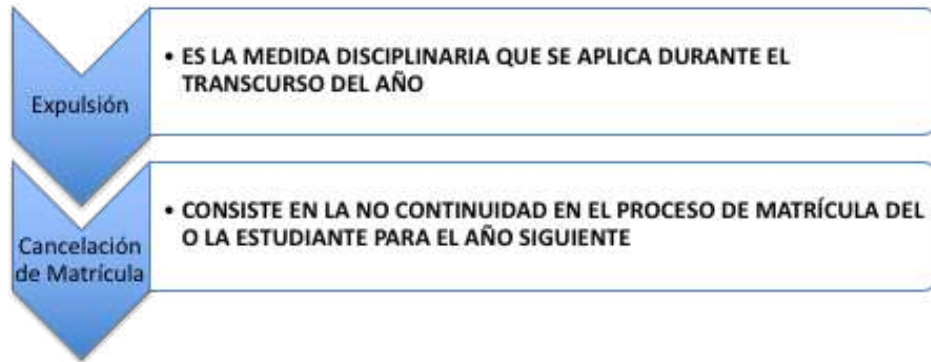 Expulsión
• ES LA MEDIDA DISCIPLINARIA QUE SE APLICA DURANTE EL
TRANSCURSO DEL AÑO
Cancelación
de Matrícula
• CONSISTE EN LA NO CONTINUIDAD EN EL PROCESO DE MATRÍCULA DEL
O LA ESTUDIANTE PARA EL AÑO SIGUIENTE